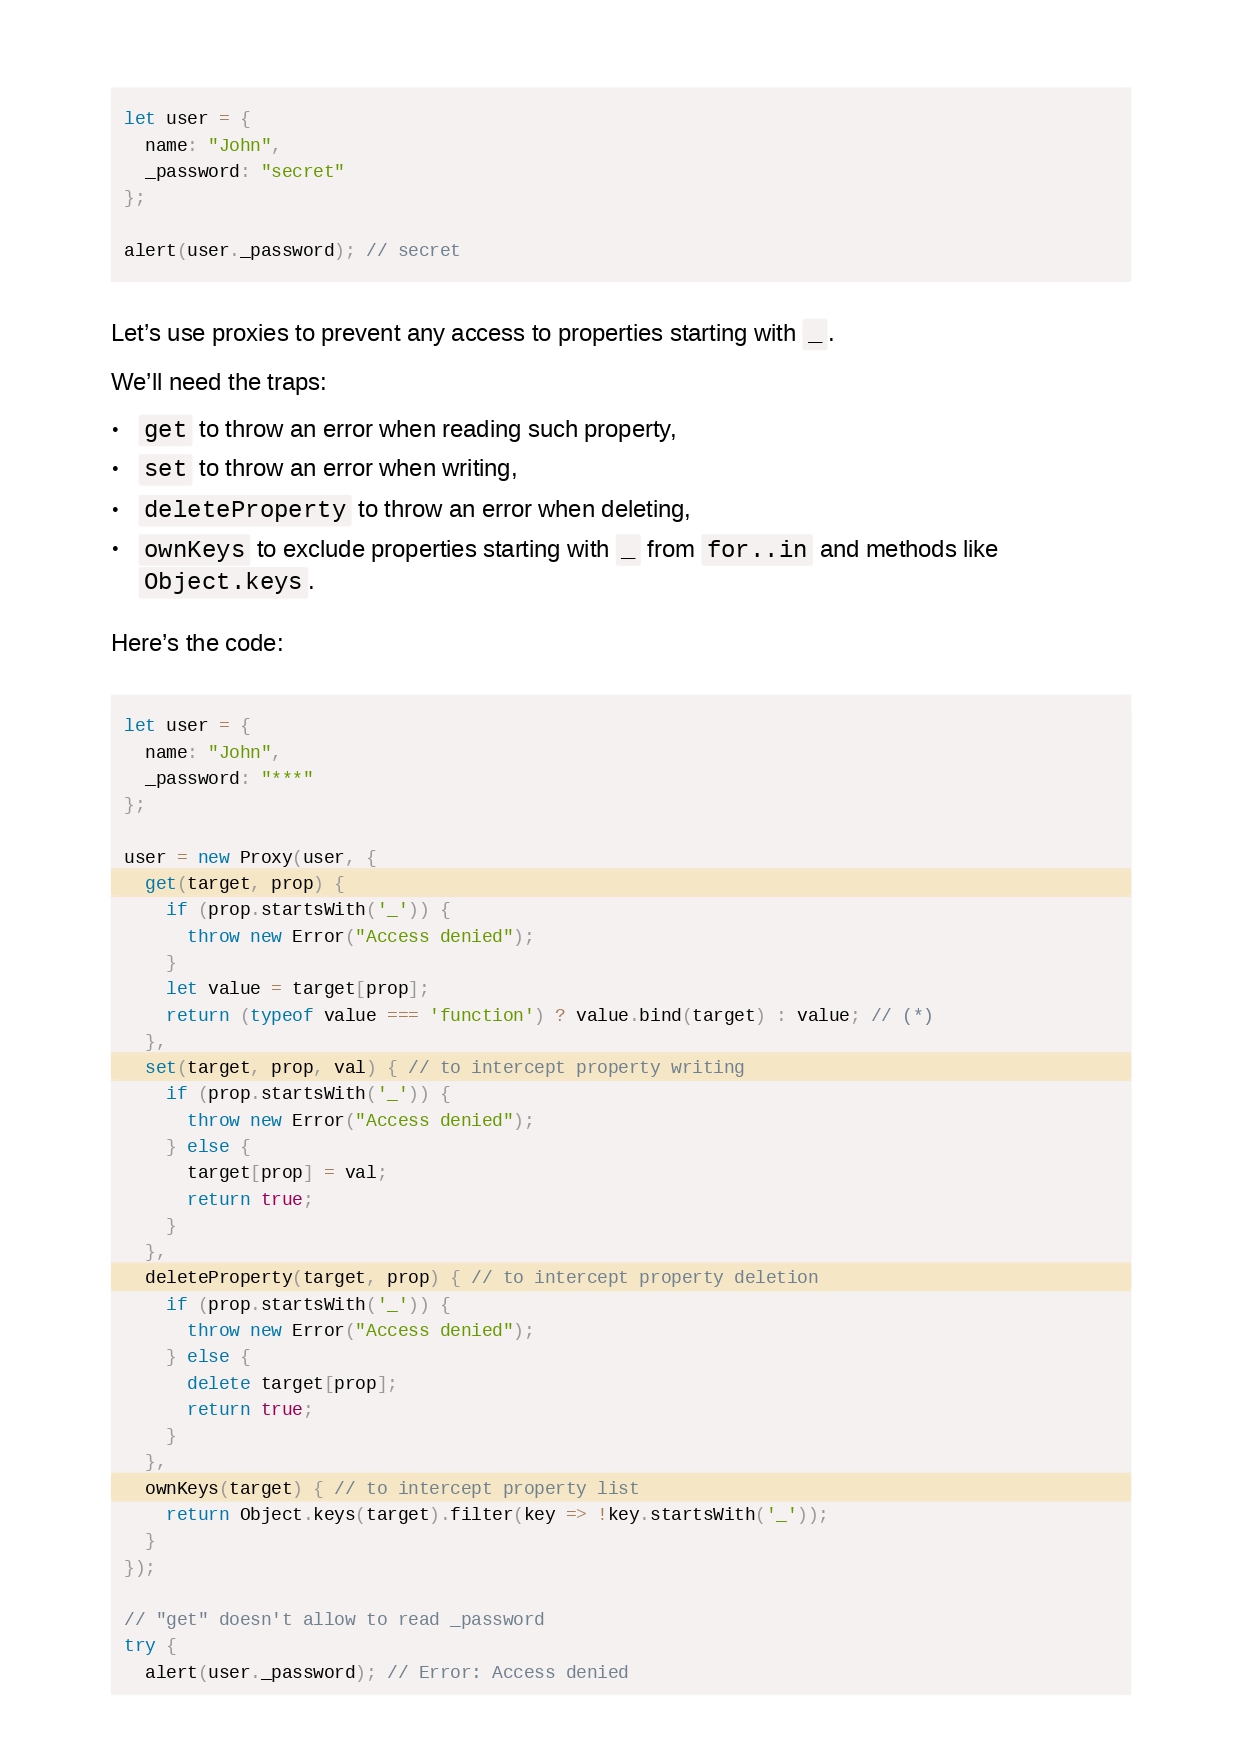 let user = {
  name: "John",
  _password: "secret"
};

alert(user._password); // secret

Let’s use proxies to prevent any access to properties starting with _ .
We’ll need the traps:
• get to throw an error when reading such property,
• set to throw an error when writing,
• deleteProperty to throw an error when deleting,
• ownKeys to exclude properties starting with _ from for..in and methods like
Object.keys .
Here’s the code:

let user = {
  name: "John",
  _password: "***"
};

user = new Proxy(user, {
  get(target, prop) {
    if (prop.startsWith('_')) {
      throw new Error("Access denied");
    }
    let value = target[prop];
    return (typeof value === 'function') ? value.bind(target) : value; // (*)
  },
  set(target, prop, val) { // to intercept property writing
    if (prop.startsWith('_')) {
      throw new Error("Access denied");
    } else {
      target[prop] = val;
      return true;
    }
  },
  deleteProperty(target, prop) { // to intercept property deletion
    if (prop.startsWith('_')) {
      throw new Error("Access denied");
    } else {
      delete target[prop];
      return true;
    }
  },
  ownKeys(target) { // to intercept property list
    return Object.keys(target).filter(key => !key.startsWith('_'));
  }
});

// "get" doesn't allow to read _password
try {
  alert(user._password); // Error: Access denied